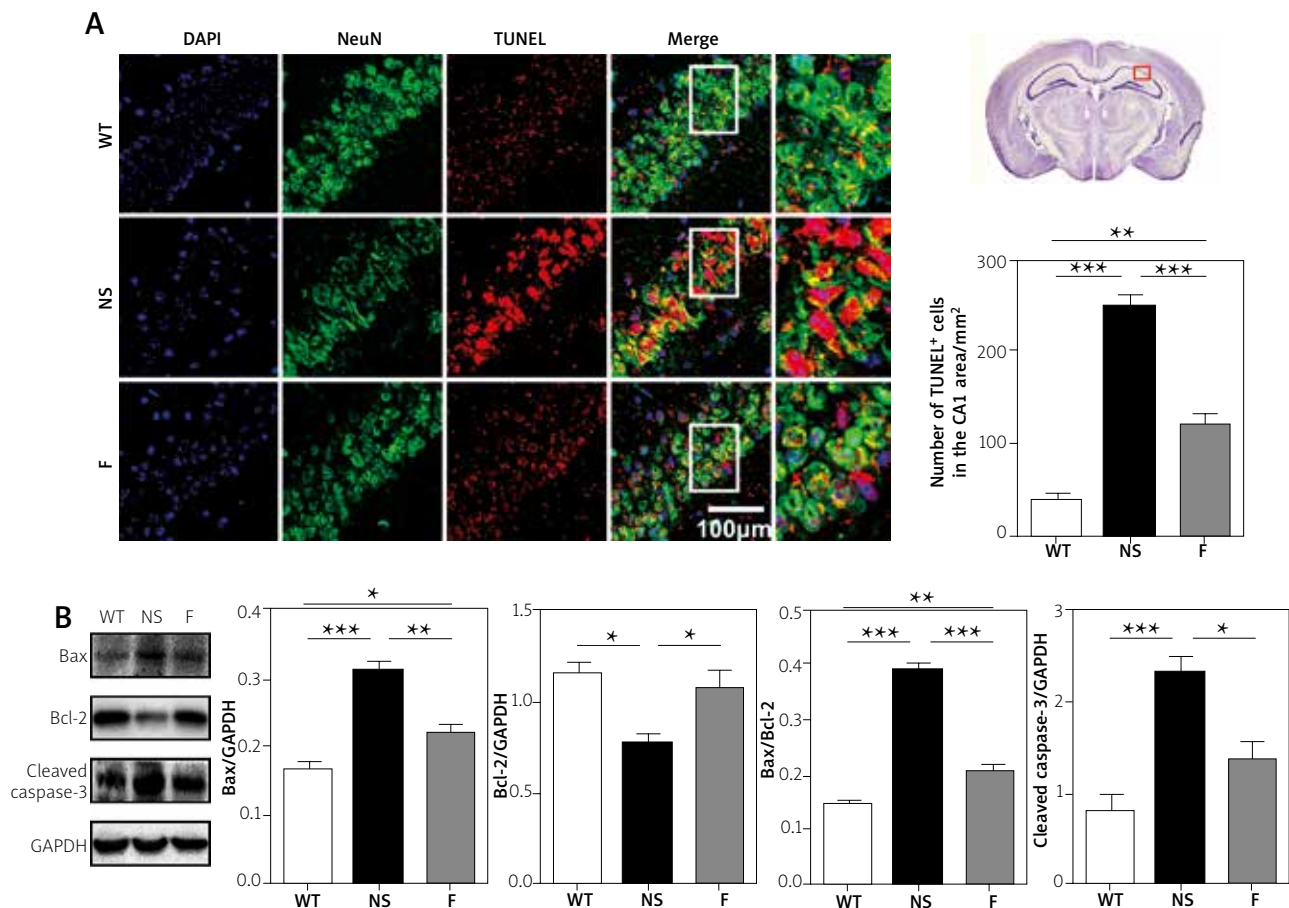 A
DAPI NeuN TUNEL Merge
WT
NS
F
100µm
Number of TUNEL+ cells
in the CA1 area/mm²
300
200
100
0
**
*** ***
WT NS F
B
WT NS F
Bax
Bcl-2
Cleaved
caspase-3
GAPDH
Bax/GAPDH
0.4
0.3
0.2
0.1
0.0
*
*** **
WT NS F
Bcl-2/GAPDH
1.5
1.0
0.5
0.0
* *
WT NS F
Bax/Bcl-2
0.5
0.4
0.3
0.2
0.1
0.0
**
*** ***
WT NS F
Cleaved caspase-3/GAPDH
3
2
1
0
*** *
WT NS F